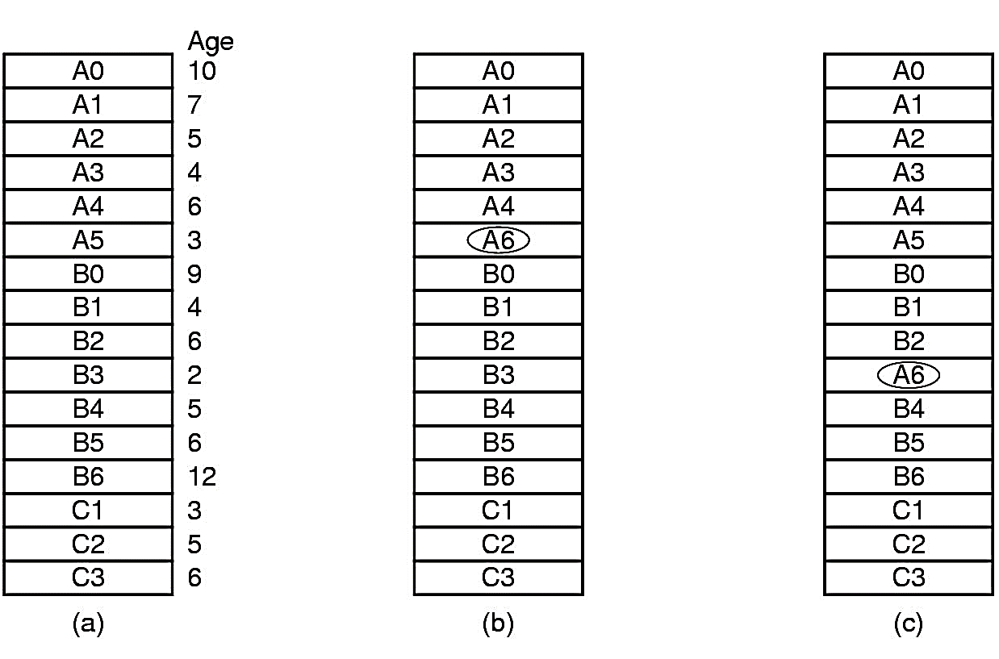 Age
A0 10 A0 A0
A1 7 A1 A1
A2 5 A2 A2
A3 4 A3 A3
A4 6 A4 A4
A5 3 A6 A5
B0 9 B0 B0
B1 4 B1 B1
B2 6 B2 B2
B3 2 B3 A6
B4 5 B4 B4
B5 6 B5 B5
B6 12 B6 B6
C1 3 C1 C1
C2 5 C2 C2
C3 6 C3 C3
(a) (b) (c)